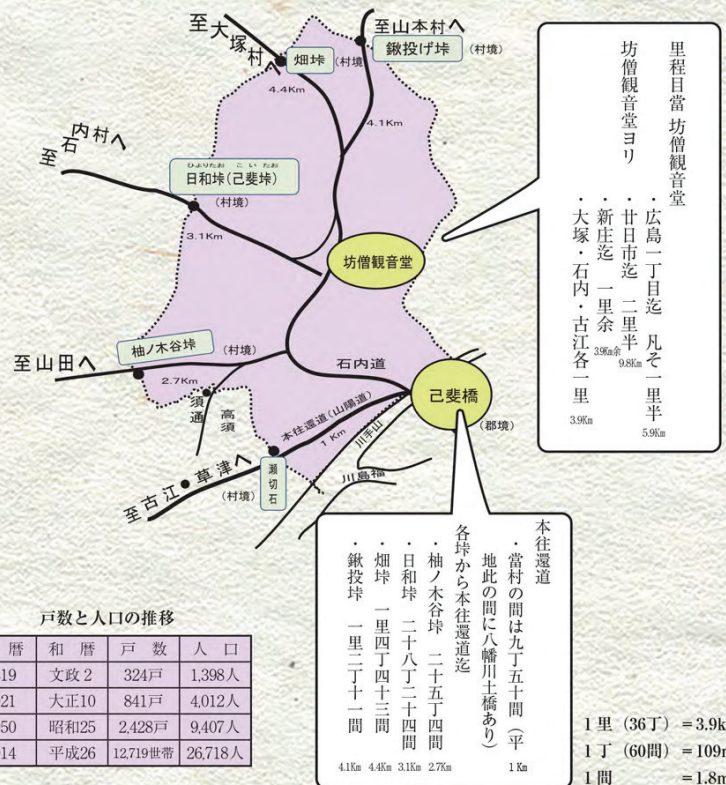 至大塚村へ
畑垰
(村境)
4.4Km
至山本村へ
鍬投げ垰
(村境)
4.1Km
至石内村へ
ひよりたお こいたお
日和垰(己斐垰)
(村境)
3.1Km
坊僧観音堂
至山田へ
柚ノ木谷垰
(村境)
2.7Km
須通
高須
石内道
本往還道(山陽道)
1 Km
己斐橋
(郡境)
川手山
川島福
至古江・草津へ
(村境)
瀬切石
里程目當 坊僧観音堂
坊僧観音堂ヨリ
・広島一丁目迄 凡そ一里半
5.9Km
・廿日市迄 二里半
9.8Km
・新庄迄 一里余
3.9Km余
・大塚・石内・古江各一里
3.9Km
本往還道
・當村の間は九丁五十間(平
1 Km
地此の間に八幡川土橋あり)
各垰から本往還道迄
・柚ノ木谷垰 二十五丁四間
2.7Km
・日和垰 二十八丁二十四間
3.1Km
・畑垰 一里四丁四十三間
4.4Km
・鍬投垰 一里二丁十一間
4.1Km
戸数と人口の推移
暦 和暦 戸数 人口
19 文政2 324戸 1,398人
21 大正10 841戸 4,012人
50 昭和25 2,428戸 9,407人
14 平成26 12,719世帯 26,718人
1里(36丁)=3.9k
1丁(60間)=109m
1間 =1.8m